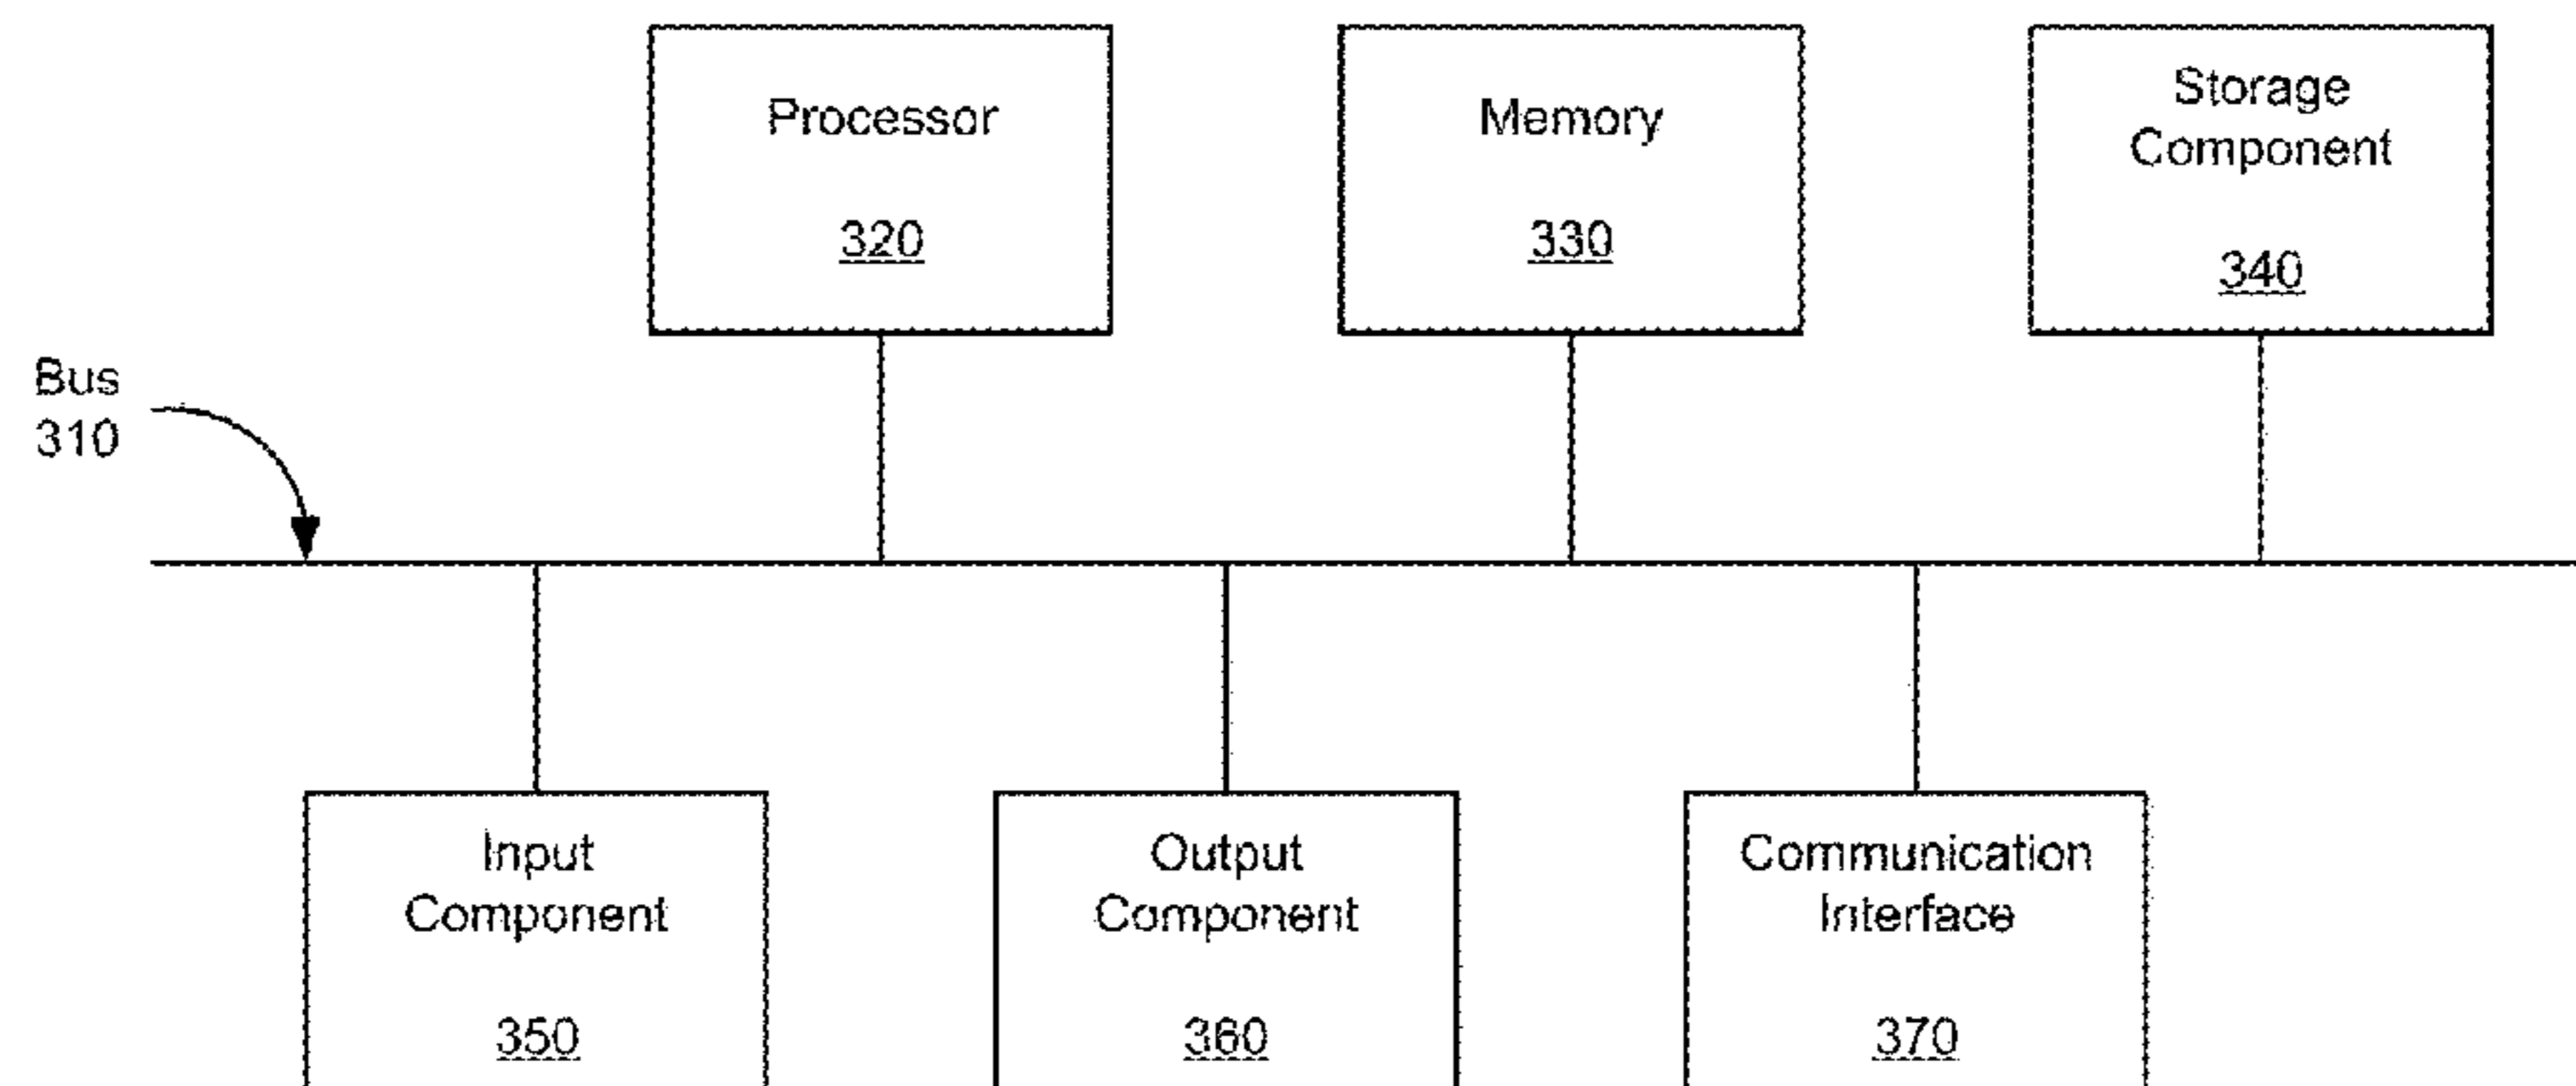 Processor
320
Memory
330
Storage
Component
340
Bus
310
Input
Component
350
Output
Component
360
Communication
Interface
370